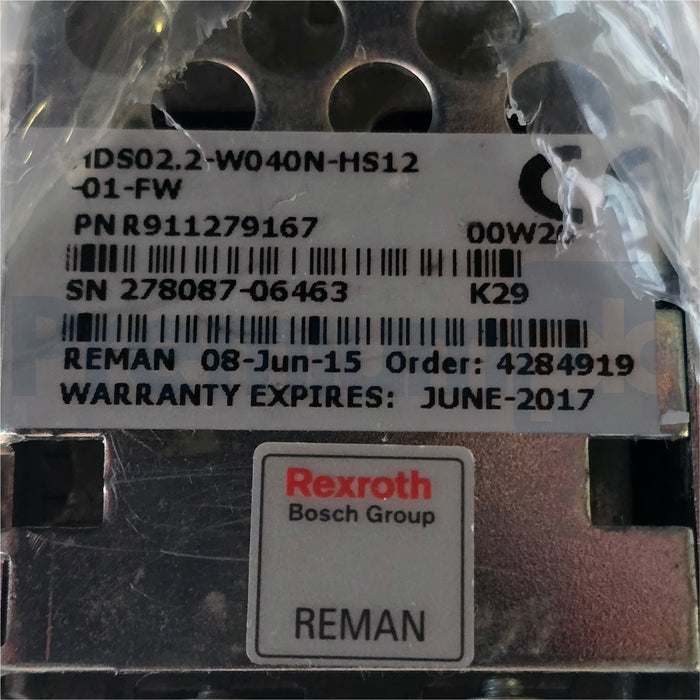 HDS02.2-W040N-HS12
-01-FW
PN R911279167
00W26
SN 278087-06463
K29
REMAN 08-Jun-15 Order: 4284919
WARRANTY EXPIRES: JUNE-2017
Rexroth
Bosch Group
REMAN